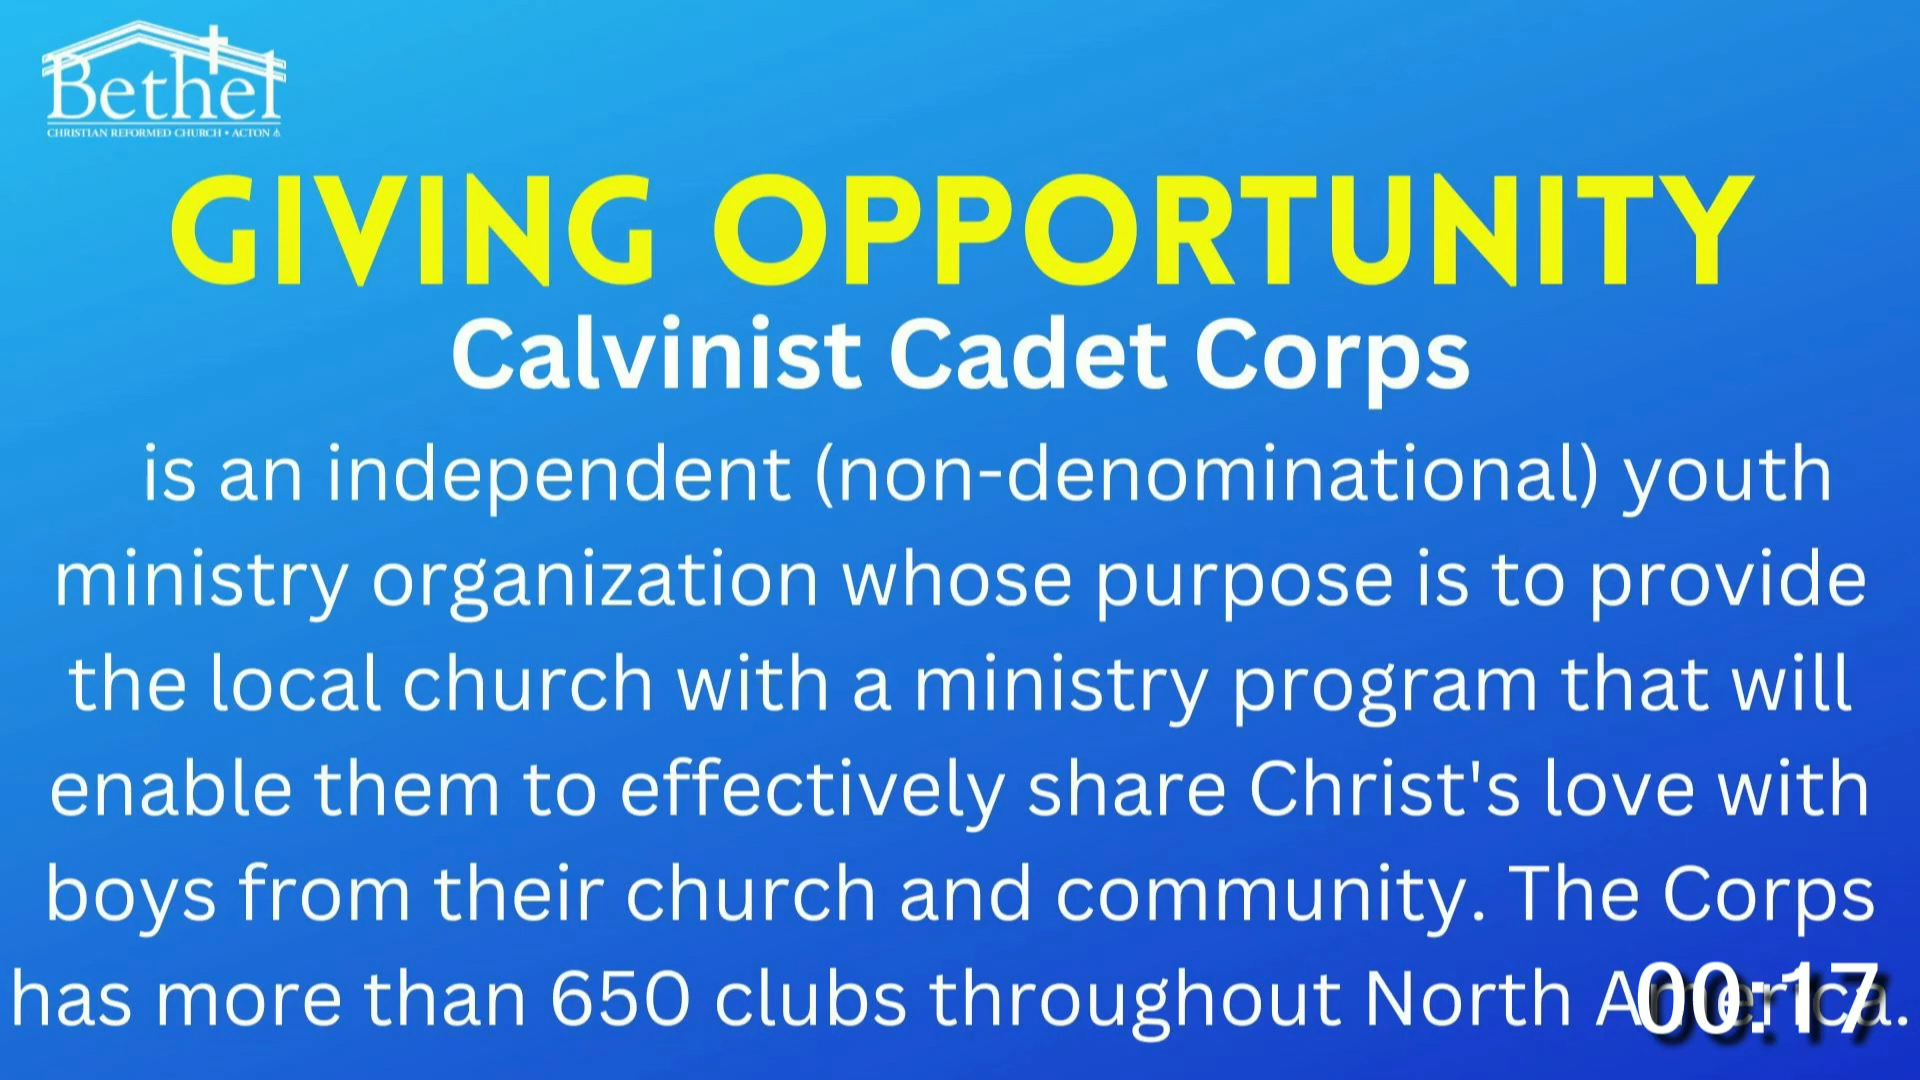 Bethel
CHRISTIAN REFORMED CHURCH • ACTON
GIVING OPPORTUNITY
Calvinist Cadet Corps
is an independent (non-denominational) youth
ministry organization whose purpose is to provide
the local church with a ministry program that will
enable them to effectively share Christ's love with
boys from their church and community. The Corps
has more than 650 clubs throughout North America.
00:17